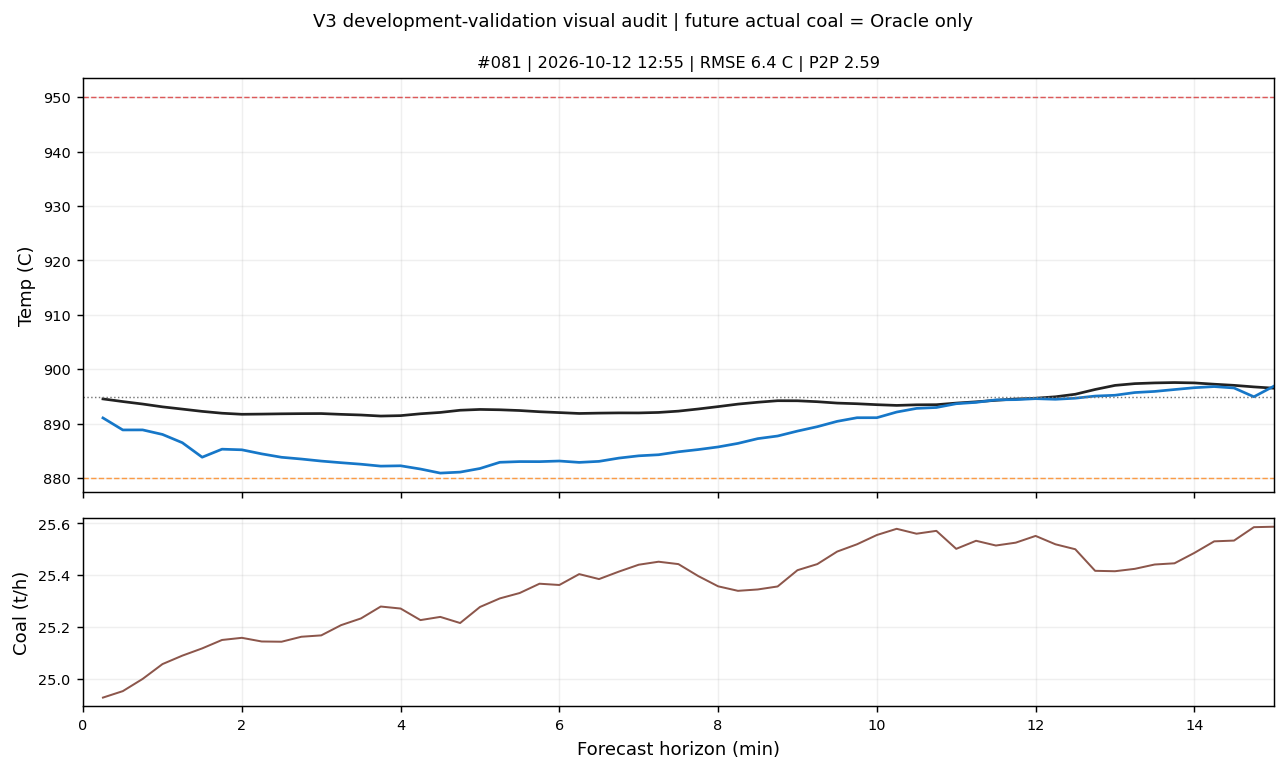 V3 development-validation visual audit | future actual coal = Oracle only
#081 | 2026-10-12 12:55 | RMSE 6.4 C | P2P 2.59
950
940
930
920
910
900
890
880
Temp (C)
25.6
25.4
25.2
25.0
Coal (t/h)
0 2 4 6 8 10 12 14
Forecast horizon (min)